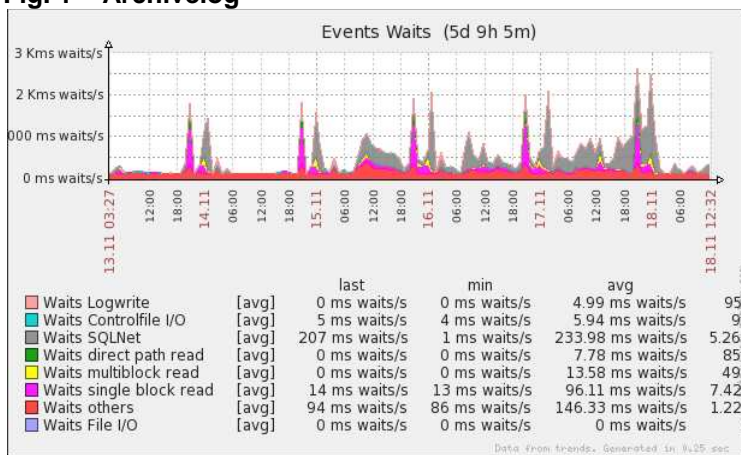 Events Waits (5d 9h 5m)
3 Kms waits/s
2 Kms waits/s
000 ms waits/s
0 ms waits/s
13.11 03:27
12:00
18:00
14.11
06:00
12:00
18:00
15.11
06:00
12:00
18:00
16.11
06:00
12:00
18:00
17.11
06:00
12:00
18:00
18.11
06:00
18.11 12:32
last min avg
Waits Logwrite [avg] 0 ms waits/s 0 ms waits/s 4.99 ms waits/s 95
Waits Controlfile I/O [avg] 5 ms waits/s 4 ms waits/s 5.94 ms waits/s 9
Waits SQLNet [avg] 207 ms waits/s 1 ms waits/s 233.98 ms waits/s 5.26
Waits direct path read [avg] 0 ms waits/s 0 ms waits/s 7.78 ms waits/s 85
Waits multiblock read [avg] 0 ms waits/s 0 ms waits/s 13.58 ms waits/s 49
Waits single block read [avg] 14 ms waits/s 13 ms waits/s 96.11 ms waits/s 7.42
Waits others [avg] 94 ms waits/s 86 ms waits/s 146.33 ms waits/s 1.22
Waits File I/O [avg] 0 ms waits/s 0 ms waits/s 0 ms waits/s
Data from trends. Generated in 0.25 sec